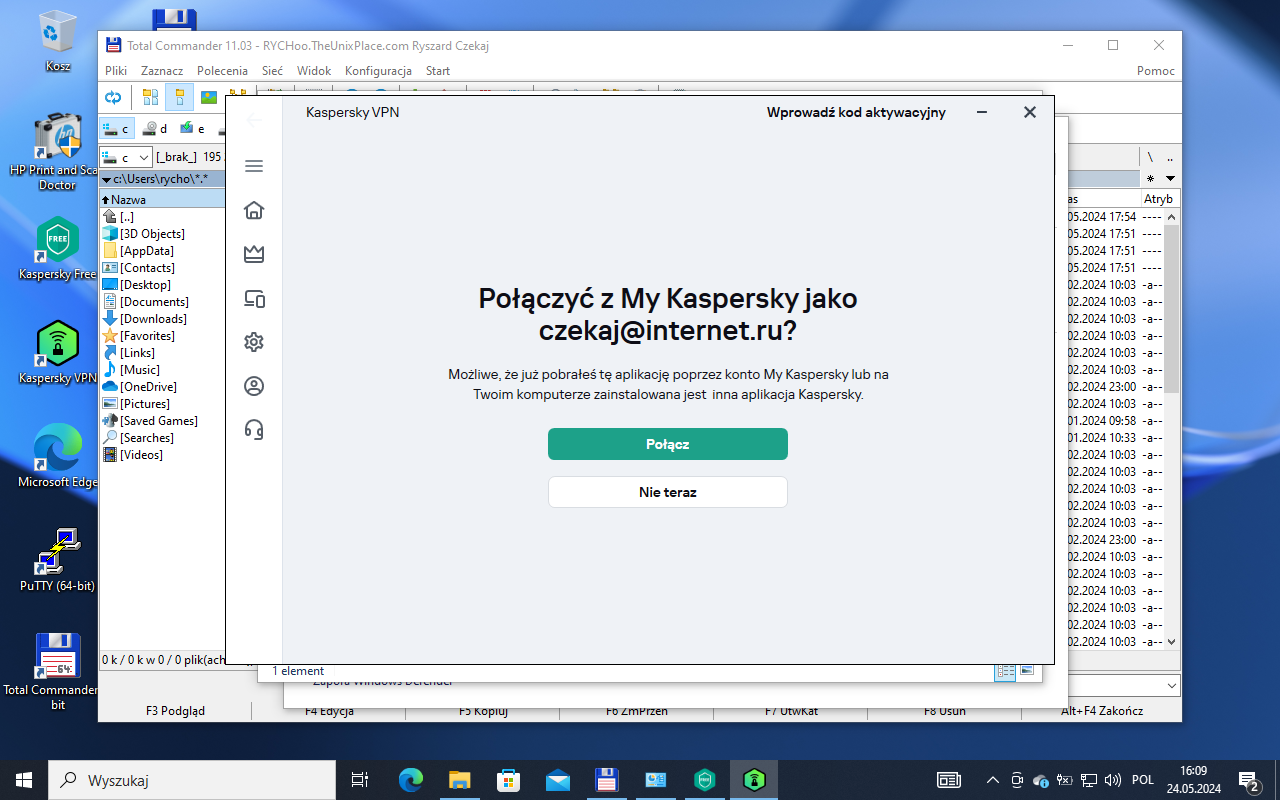 Kosz
HP Print and Sca
Doctor
FREE
Kaspersky Free
Kaspersky VPN
Microsoft Edge
PuTTY (64-bit)
64
Total Commander
bit
Total Commander 11.03 - RYCHoo.TheUnixPlace.com Ryszard Czekaj
Pliki Zaznacz Polecenia Sieć Widok Konfiguracja Start Pomoc
c d e
c [_brak_] 195 \ ..
c:\Users\rycho\*.* *
Nazwa
[..]
[3D Objects]
[AppData]
[Contacts]
[Desktop]
[Documents]
[Downloads]
[Favorites]
[Links]
[Music]
[OneDrive]
[Pictures]
[Saved Games]
[Searches]
[Videos]
0 k / 0 k w 0 / 0 plik(ach
Kaspersky VPN
Wprowadź kod aktywacyjny
Połączyć z My Kaspersky jako
czekaj@internet.ru?
Możliwe, że już pobrałeś tę aplikację poprzez konto My Kaspersky lub na
Twoim komputerze zainstalowana jest inna aplikacja Kaspersky.
Połącz
Nie teraz
as Atryb
05.2024 17:54 ----
05.2024 17:51 ----
05.2024 17:51 ----
05.2024 17:51 ----
02.2024 10:03 -a--
02.2024 10:03 -a--
02.2024 10:03 -a--
02.2024 10:03 -a--
02.2024 10:03 -a--
02.2024 10:03 -a--
02.2024 23:00 -a--
02.2024 10:03 -a--
01.2024 09:58 -a--
01.2024 10:33 -a--
02.2024 10:03 -a--
02.2024 10:03 -a--
02.2024 10:03 -a--
02.2024 10:03 -a--
02.2024 10:03 -a--
02.2024 23:00 -a--
02.2024 10:03 -a--
02.2024 10:03 -a--
02.2024 10:03 -a--
02.2024 10:03 -a--
02.2024 10:03 -a--
02.2024 10:03 -a--
1 element
Zapora Windows Defender
F3 Podgląd F4 Edycja F5 Kopiuj F6 ZmPrzen F7 UtwKat F8 Usuń Alt+F4 Zakończ
Wyszukaj
POL
16:09
24.05.2024
2